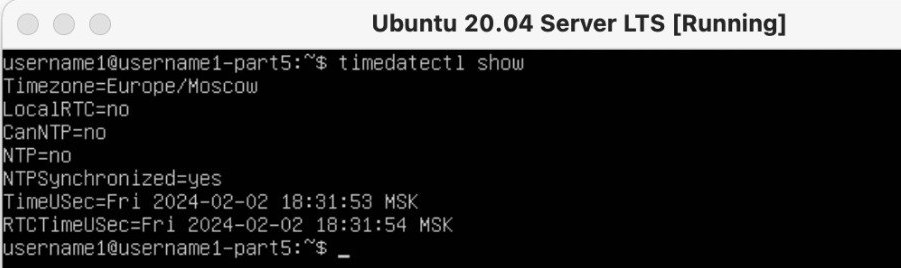 Ubuntu 20.04 Server LTS [Running]
username1@username1-part5:~$ timedatectl show
Timezone=Europe/Moscow
LocalRTC=no
CanNTP=no
NTP=no
NTPSynchronized=yes
TimeUSec=Fri 2024-02-02 18:31:53 MSK
RTCTimeUSec=Fri 2024-02-02 18:31:54 MSK
username1@username1-part5:~$ _